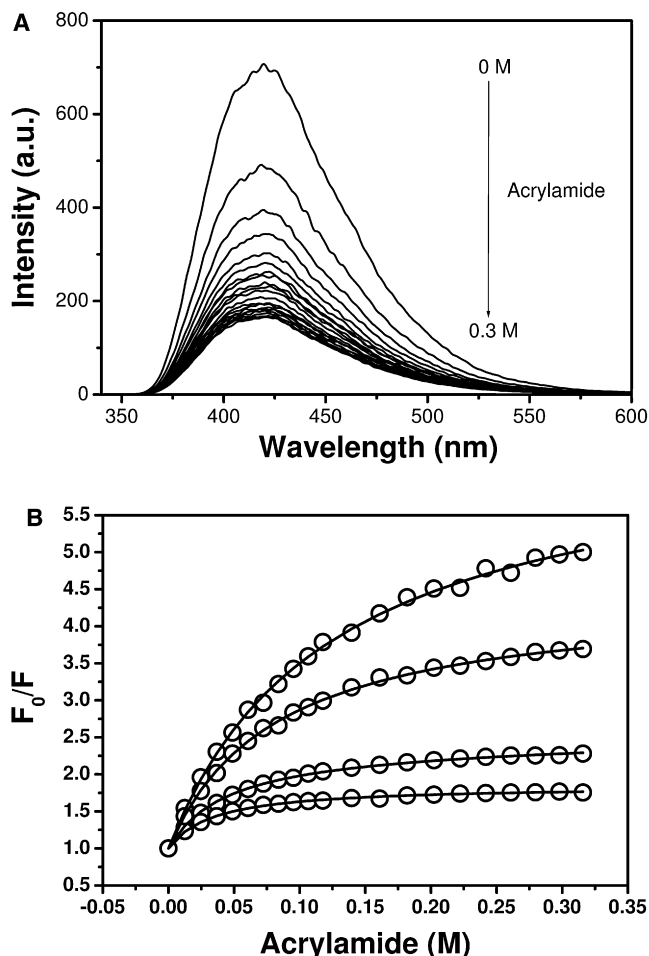 A
800
600
400
200
0
Intensity (a.u.)
0 M
Acrylamide
0.3 M
350 400 450 500 550 600
Wavelength (nm)
B
5.5
5.0
4.5
4.0
3.5
3.0
2.5
2.0
1.5
1.0
0.5
F0/F
-0.05 0.00 0.05 0.10 0.15 0.20 0.25 0.30 0.35
Acrylamide (M)